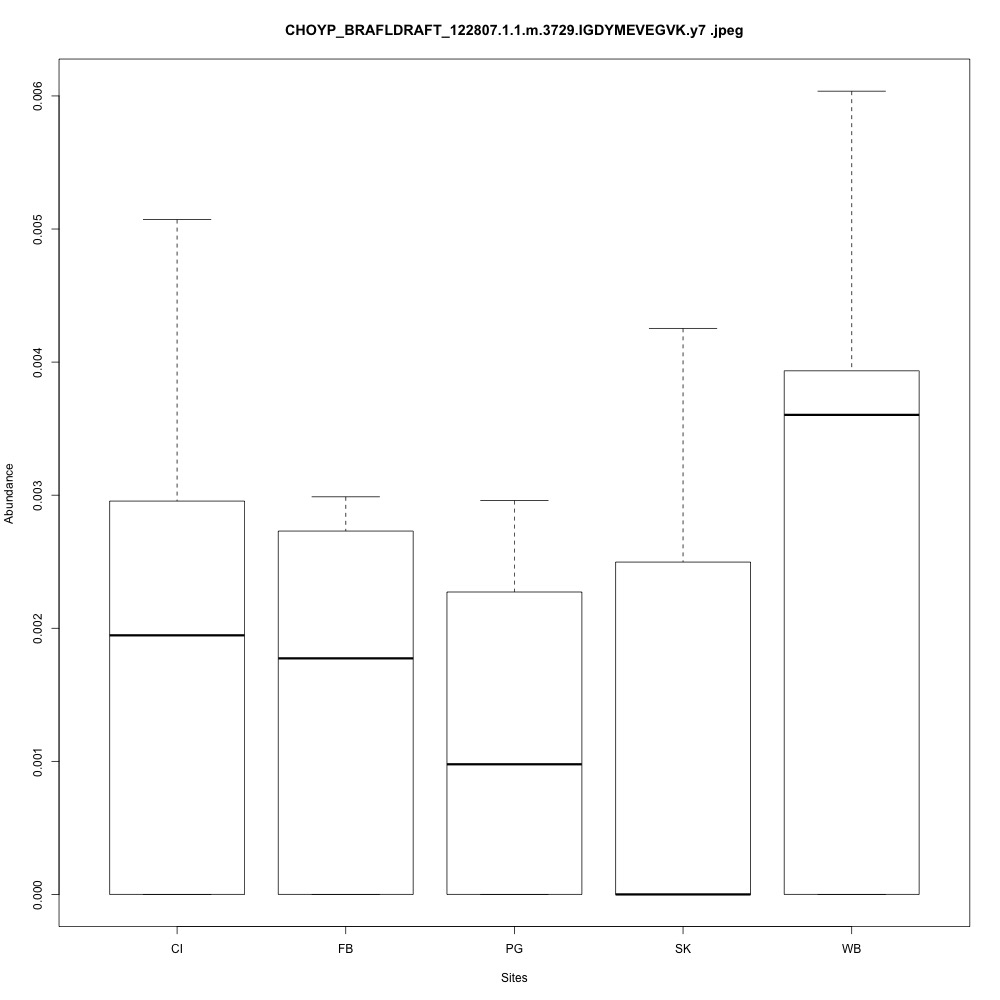 CHOYP_BRAFLDRAFT_122807.1.1.m.3729.IGDYMEVEGVK.y7 .jpeg
0.006
0.005
0.004
0.003
0.002
0.001
0.000
Abundance
CI FB PG SK WB
Sites